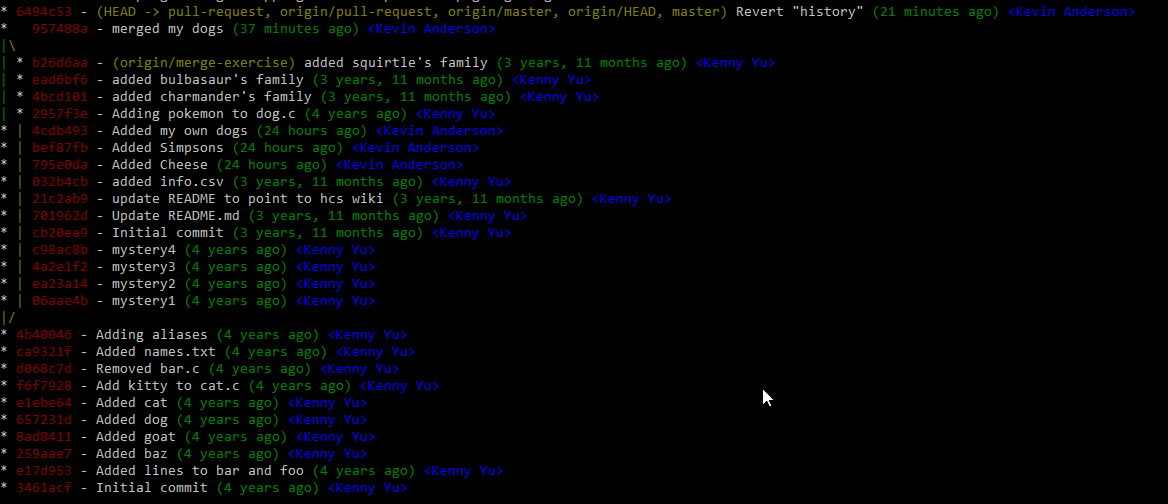 * 6494c53 - (HEAD -> pull-request, origin/pull-request, origin/master, origin/HEAD, master) Revert "history" (21 minutes ago) <Kevin Anderson>
*   957488a - merged my dogs (37 minutes ago) <Kevin Anderson>
|\
| * b26d6aa - (origin/merge-exercise) added squirtle's family (3 years, 11 months ago) <Kenny Yu>
| * ead6bf6 - added bulbasaur's family (3 years, 11 months ago) <Kenny Yu>
| * 4bcd101 - added charmander's family (3 years, 11 months ago) <Kenny Yu>
| * 2957f3e - Adding pokemon to dog.c (4 years ago) <Kenny Yu>
* | 4cdb493 - Added my own dogs (24 hours ago) <Kevin Anderson>
* | bef87fb - Added Simpsons (24 hours ago) <Kevin Anderson>
* | 795e0da - Added Cheese (24 hours ago) <Kevin Anderson>
* | 032b4cb - added info.csv (3 years, 11 months ago) <Kenny Yu>
* | 21c2ab9 - update README to point to hcs wiki (3 years, 11 months ago) <Kenny Yu>
* | 701962d - Update README.md (3 years, 11 months ago) <Kenny Yu>
* | cb20ea9 - Initial commit (3 years, 11 months ago) <Kenny Yu>
* | c98ac8b - mystery4 (4 years ago) <Kenny Yu>
* | 4a2e1f2 - mystery3 (4 years ago) <Kenny Yu>
* | ea23a14 - mystery2 (4 years ago) <Kenny Yu>
* | 06aae4b - mystery1 (4 years ago) <Kenny Yu>
|/
* 4b40046 - Adding aliases (4 years ago) <Kenny Yu>
* ca9321f - Added names.txt (4 years ago) <Kenny Yu>
* d068c7d - Removed bar.c (4 years ago) <Kenny Yu>
* f6f7928 - Add kitty to cat.c (4 years ago) <Kenny Yu>
* e1ebe64 - Added cat (4 years ago) <Kenny Yu>
* 657231d - Added dog (4 years ago) <Kenny Yu>
* 8ad8411 - Added goat (4 years ago) <Kenny Yu>
* 259aae7 - Added baz (4 years ago) <Kenny Yu>
* e17d953 - Added lines to bar and foo (4 years ago) <Kenny Yu>
* 3461acf - Initial commit (4 years ago) <Kenny Yu>